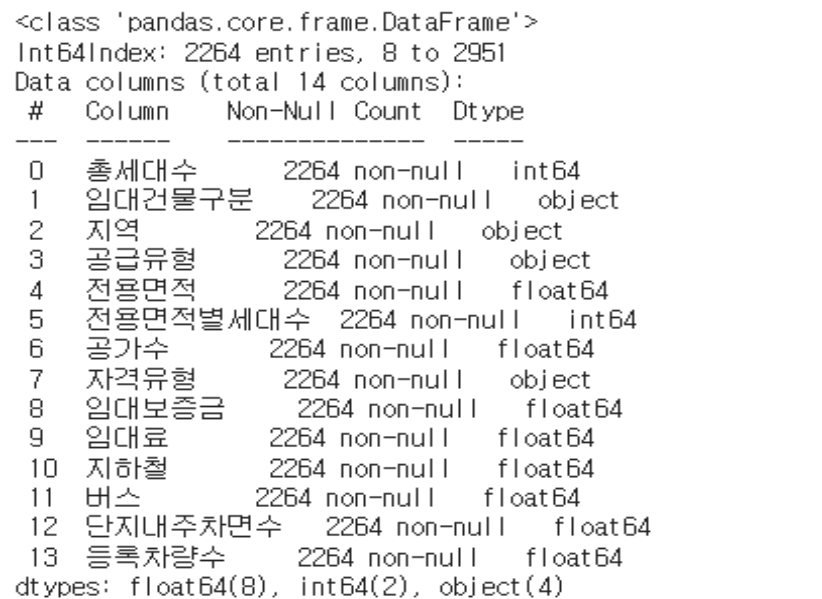 <class 'pandas.core.frame.DataFrame'>
Int64Index: 2264 entries, 8 to 2951
Data columns (total 14 columns):
 #   Column     Non-Null Count  Dtype
---  ------     --------------  -----
 0   총세대수        2264 non-null   int64
 1   임대건물구분      2264 non-null   object
 2   지역          2264 non-null   object
 3   공급유형        2264 non-null   object
 4   전용면적        2264 non-null   float64
 5   전용면적별세대수  2264 non-null   int64
 6   공가수         2264 non-null   float64
 7   자격유형        2264 non-null   object
 8   임대보증금       2264 non-null   float64
 9   임대료         2264 non-null   float64
 10  지하철         2264 non-null   float64
 11  버스          2264 non-null   float64
 12  단지내주차면수    2264 non-null   float64
 13  등록차량수       2264 non-null   float64
dtypes: float64(8), int64(2), object(4)